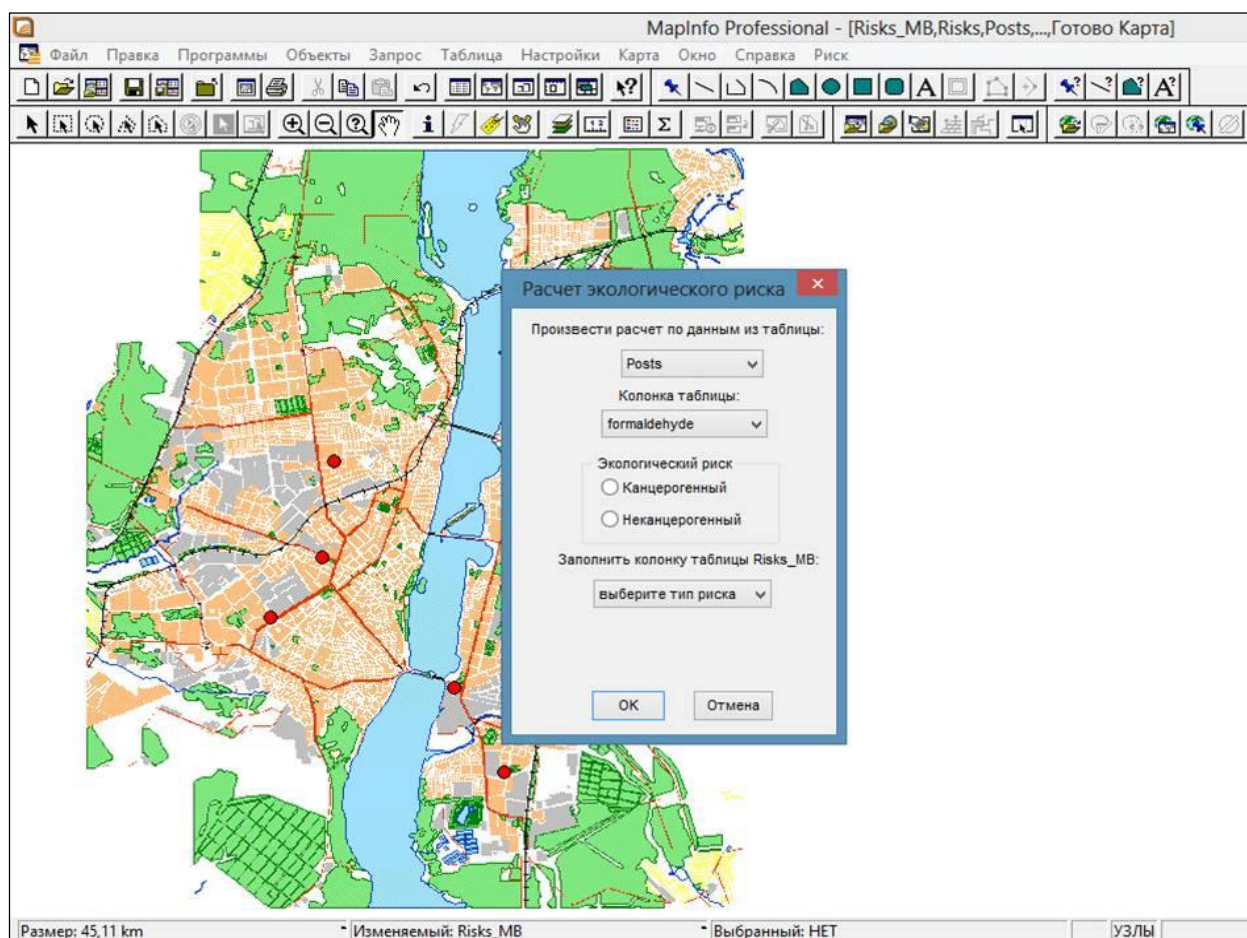 MapInfo Professional - [Risks_MB,Risks,Posts,...,Готово Карта]
Файл Правка Программы Объекты Запрос Таблица Настройки Карта Окно Справка Риск
Расчет экологического риска
Произвести расчет по данным из таблицы:
Posts
Колонка таблицы:
formaldehyde
Экологический риск
Канцерогенный
Неканцерогенный
Заполнить колонку таблицы Risks_MB:
выберите тип риска
OK Отмена
Размер: 45,11 km Изменяемый: Risks_MB Выбранный: НЕТ УЗЛЫ